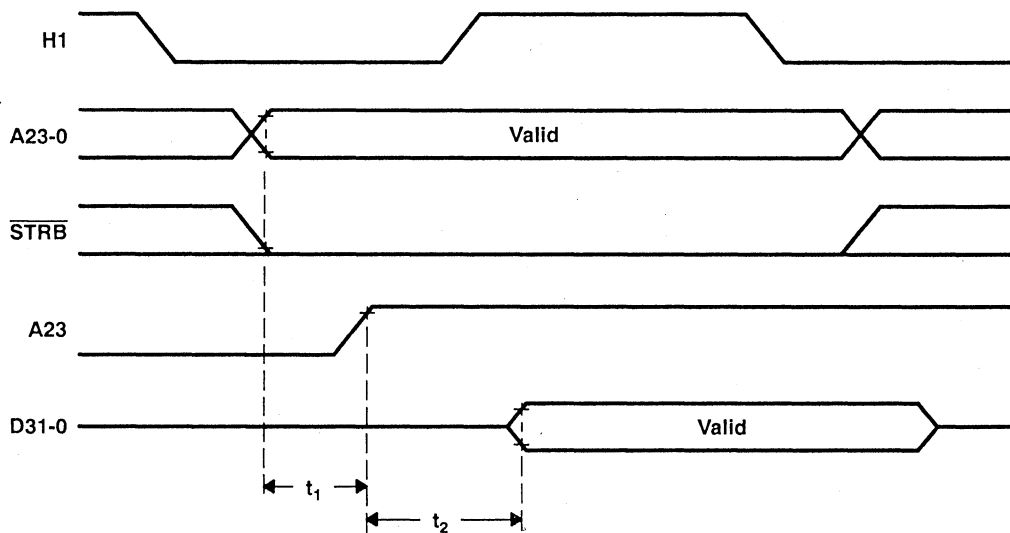 H1
A23-0
Valid
STRB
A23
D31-0
Valid
t1
t2